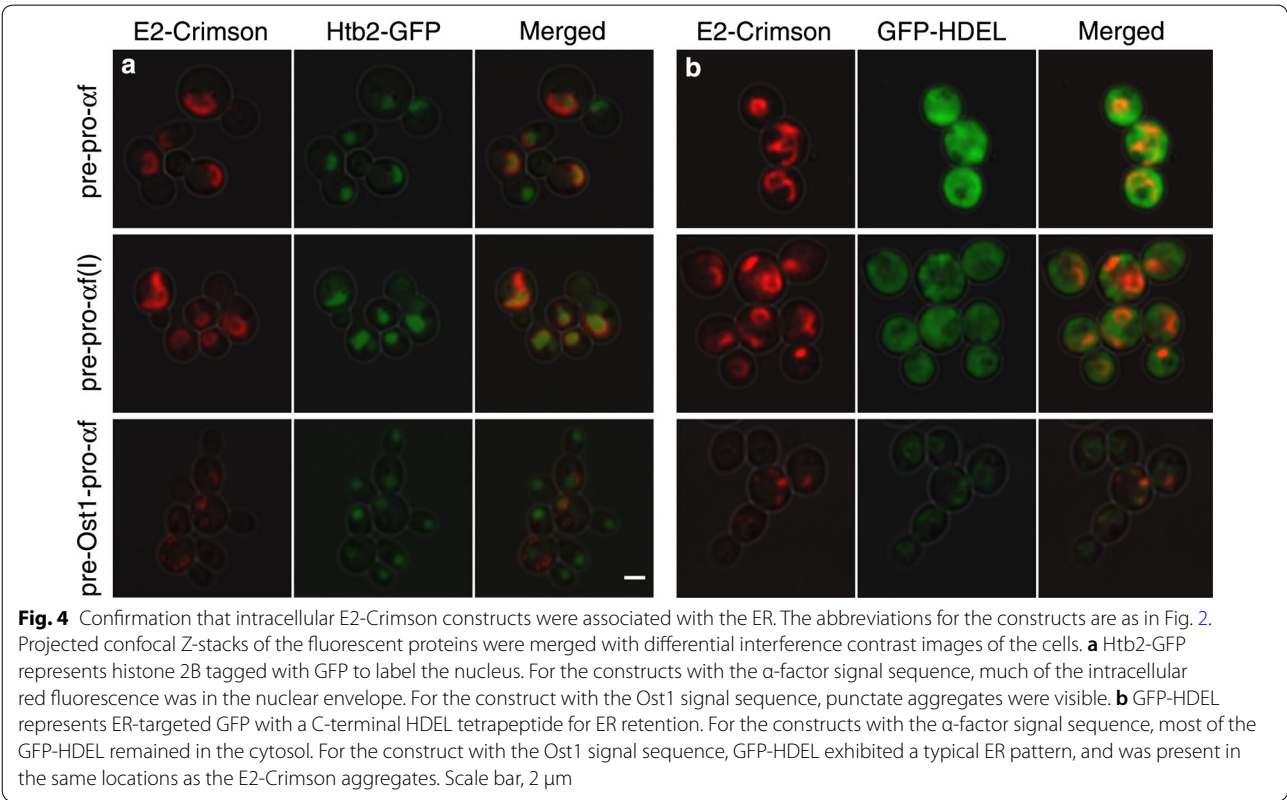 E2-Crimson Htb2-GFP Merged E2-Crimson GFP-HDEL Merged
a b
pre-pro-αf
pre-pro-αf(I)
pre-Ost1-pro-αf
Fig. 4 Confirmation that intracellular E2-Crimson constructs were associated with the ER. The abbreviations for the constructs are as in Fig. 2.
Projected confocal Z-stacks of the fluorescent proteins were merged with differential interference contrast images of the cells. a Htb2-GFP
represents histone 2B tagged with GFP to label the nucleus. For the constructs with the α-factor signal sequence, much of the intracellular
red fluorescence was in the nuclear envelope. For the construct with the Ost1 signal sequence, punctate aggregates were visible. b GFP-HDEL
represents ER-targeted GFP with a C-terminal HDEL tetrapeptide for ER retention. For the constructs with the α-factor signal sequence, most of the
GFP-HDEL remained in the cytosol. For the construct with the Ost1 signal sequence, GFP-HDEL exhibited a typical ER pattern, and was present in
the same locations as the E2-Crimson aggregates. Scale bar, 2 μm